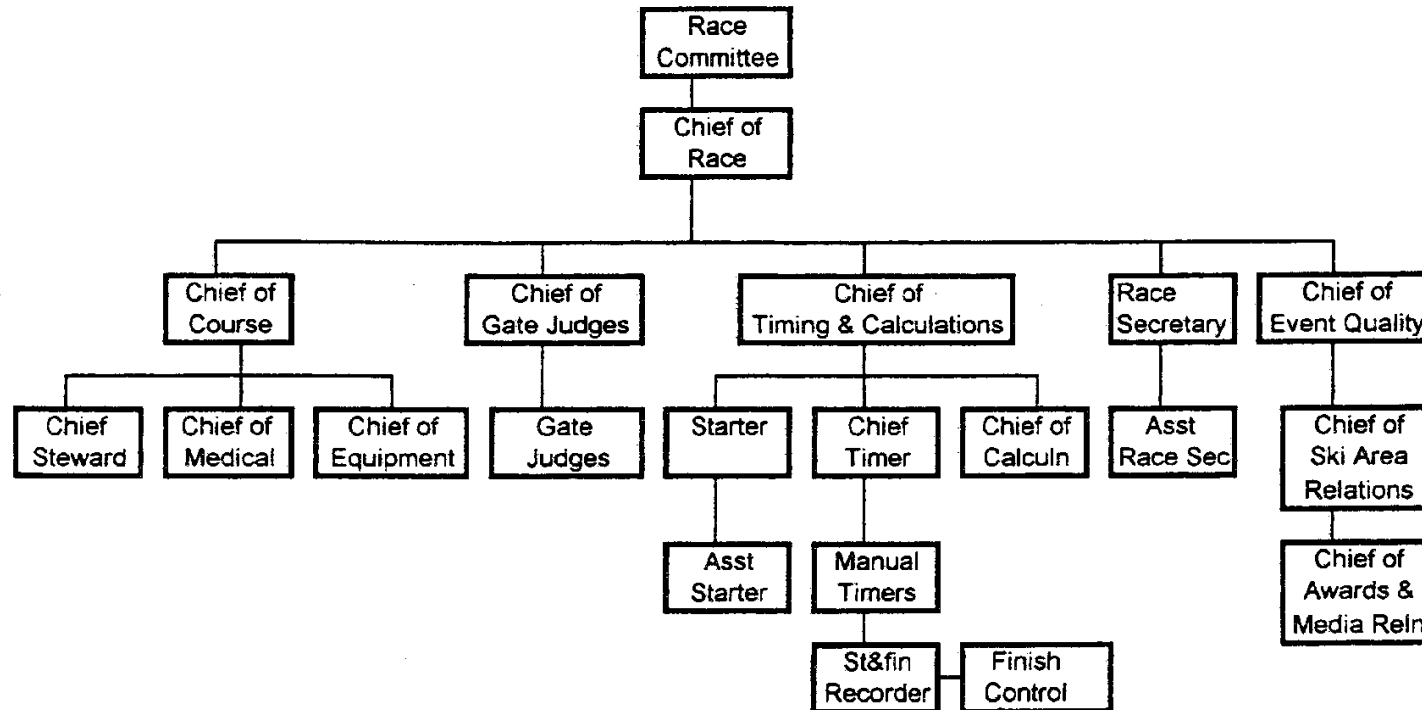 Race
Committee
Chief of
Race
Chief of
Course
Chief of
Gate Judges
Chief of
Timing & Calculations
Race
Secretary
Chief of
Event Quality
Chief
Steward
Chief of
Medical
Chief of
Equipment
Gate
Judges
Starter
Chief
Timer
Chief of
Calculn
Asst
Race Sec
Chief of
Ski Area
Relations
Asst
Starter
Manual
Timers
Chief of
Awards &
Media Reln
St&fin
Recorder
Finish
Control